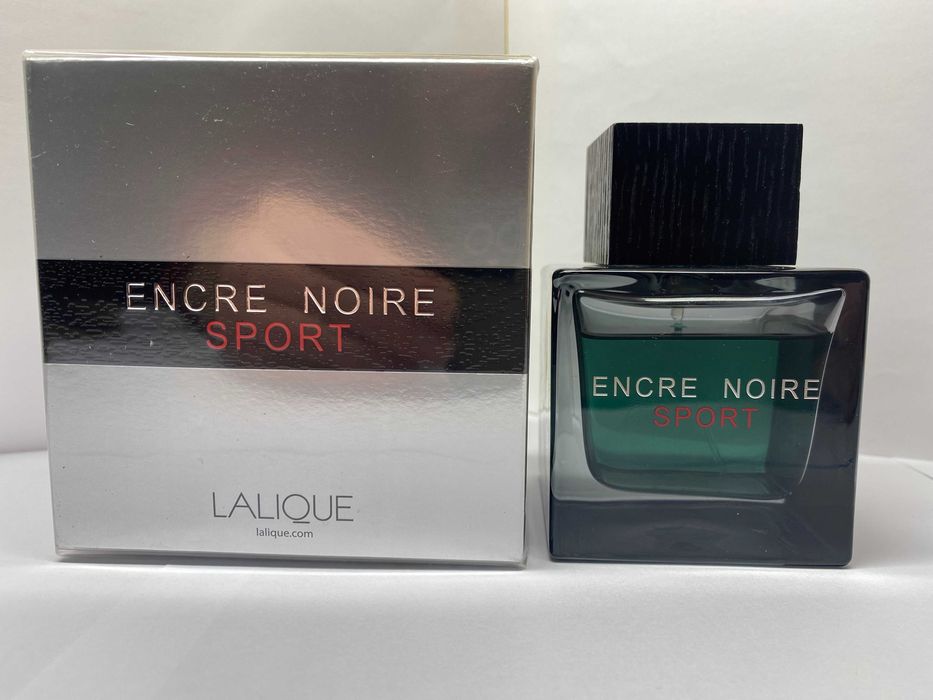 ENCRE NOIRE
SPORT
LALIQUE
lalique.com
ENCRE NOIRE
SPORT